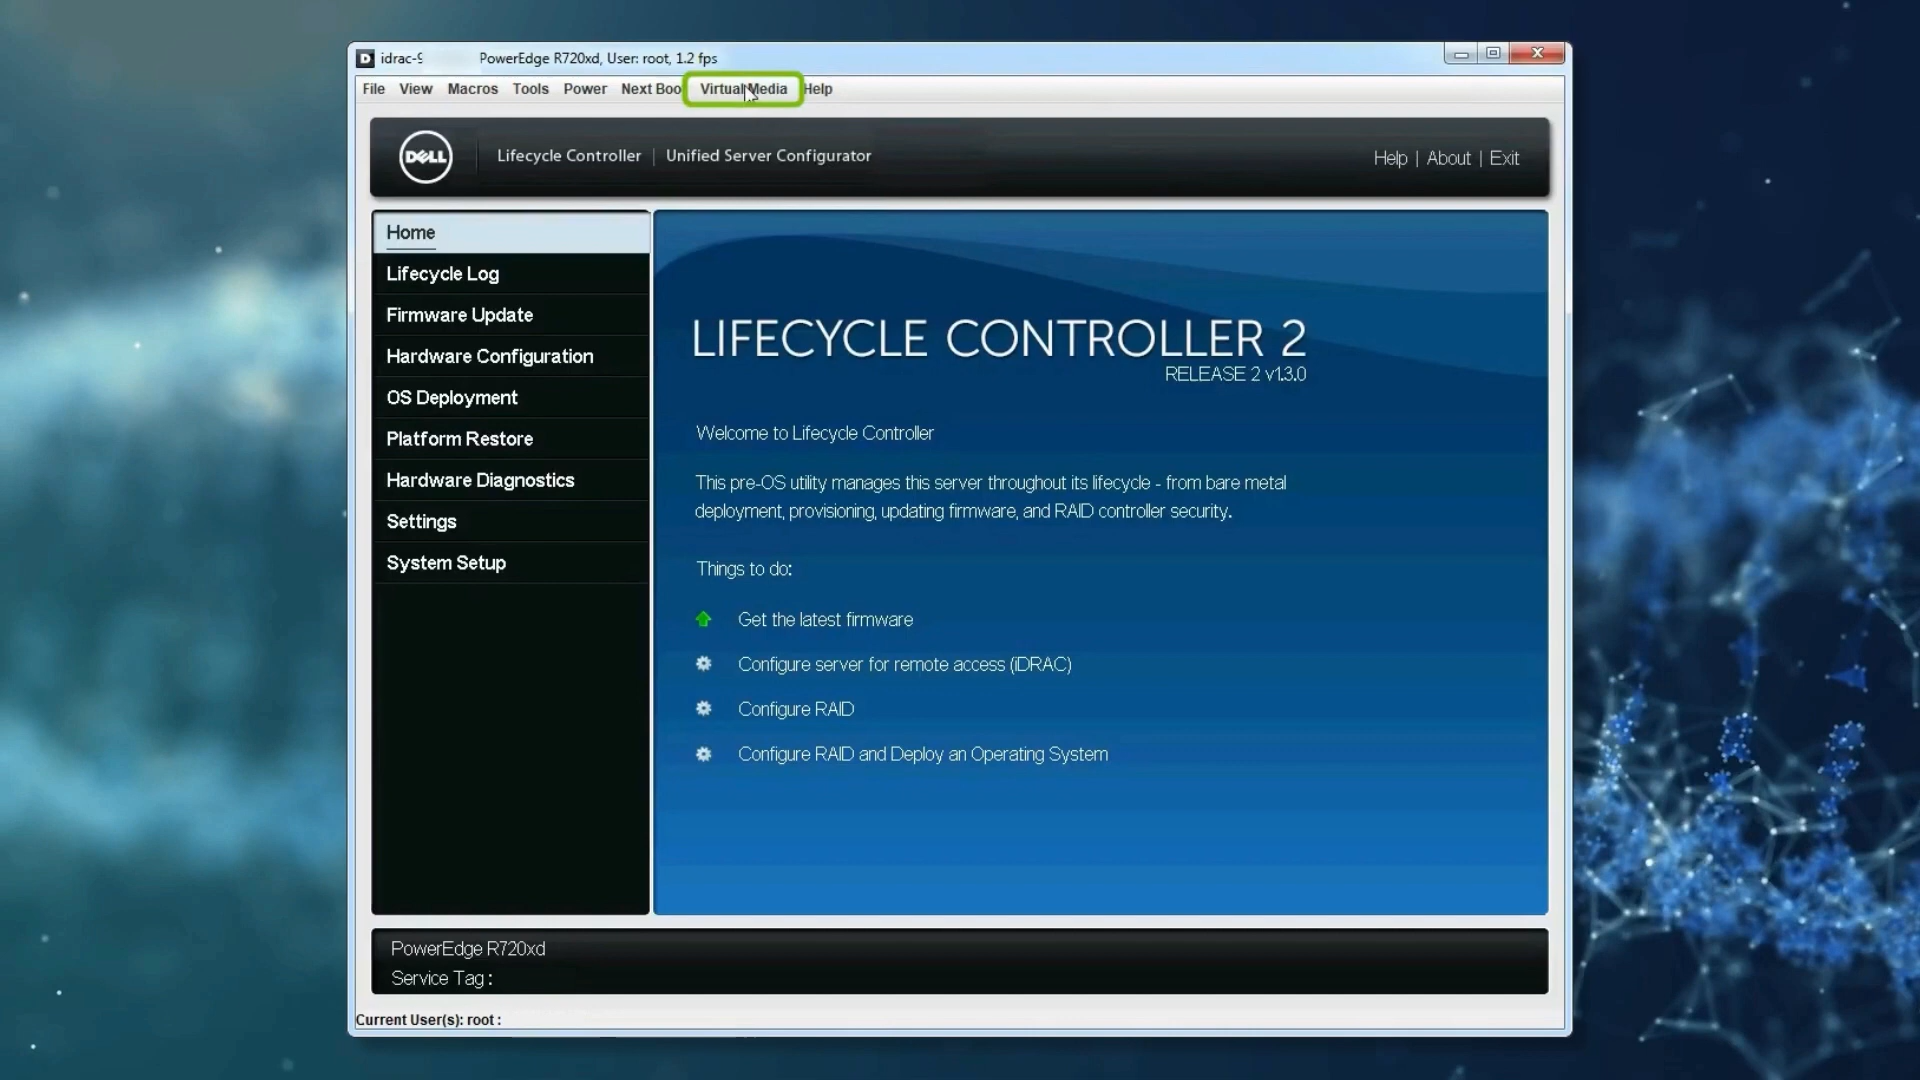 idrac-9 PowerEdge R720xd, User: root, 1.2 fps
File View Macros Tools Power Next Boo Virtual Media Help
DELL Lifecycle Controller | Unified Server Configurator
Help | About | Exit
Home
Lifecycle Log
Firmware Update
Hardware Configuration
OS Deployment
Platform Restore
Hardware Diagnostics
Settings
System Setup
LIFECYCLE CONTROLLER 2
RELEASE 2 v1.3.0
Welcome to Lifecycle Controller
This pre-OS utility manages this server throughout its lifecycle - from bare metal
deployment, provisioning, updating firmware, and RAID controller security.
Things to do:
Get the latest firmware
Configure server for remote access (iDRAC)
Configure RAID
Configure RAID and Deploy an Operating System
PowerEdge R720xd
Service Tag :
Current User(s): root :